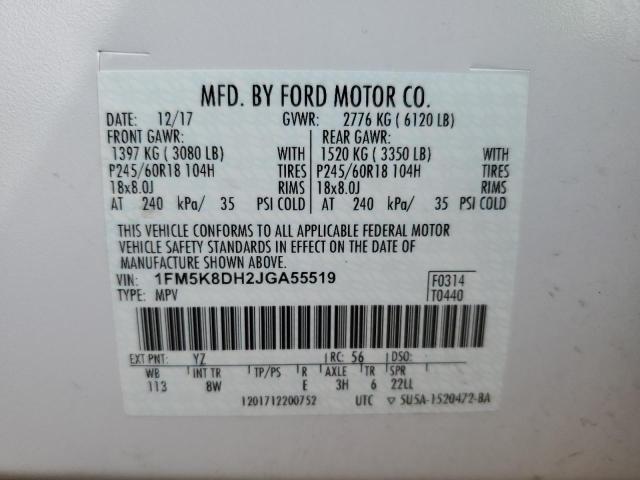 MFD. BY FORD MOTOR CO.
DATE: 12/17 GVWR: 2776 KG ( 6120 LB)
FRONT GAWR: REAR GAWR:
1397 KG ( 3080 LB) WITH 1520 KG ( 3350 LB) WITH
P245/60R18 104H TIRES P245/60R18 104H TIRES
18x8.0J RIMS 18x8.0J RIMS
AT 240 kPa/ 35 PSI COLD AT 240 kPa/ 35 PSI COLD
THIS VEHICLE CONFORMS TO ALL APPLICABLE FEDERAL MOTOR
VEHICLE SAFETY STANDARDS IN EFFECT ON THE DATE OF
MANUFACTURE SHOWN ABOVE.
VIN: 1FM5K8DH2JGA55519 F0314
TYPE: MPV T0440
EXT PNT: YZ RC: 56 DSO:
WB INT TR TP/PS R AXLE TR SPR
113 8W E 3H 6 22LL
1201712200752 UTC ▽ 5U5A-1520472-BA